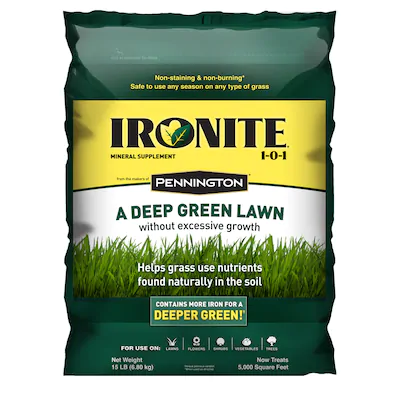 Non-staining & non-burning*
Safe to use any season on any type of grass
IRONITE®
MINERAL SUPPLEMENT
1-0-1
from the makers of
PENNINGTON®
A DEEP GREEN LAWN
without excessive growth
Helps grass use nutrients
found naturally in the soil
CONTAINS MORE IRON FOR A
DEEPER GREEN!
FOR USE ON:
LAWNS
FLOWERS
SHRUBS
VEGETABLES
TREES
Net Weight
15 LB (6.80 kg)
Now Treats
5,000 Square Feet